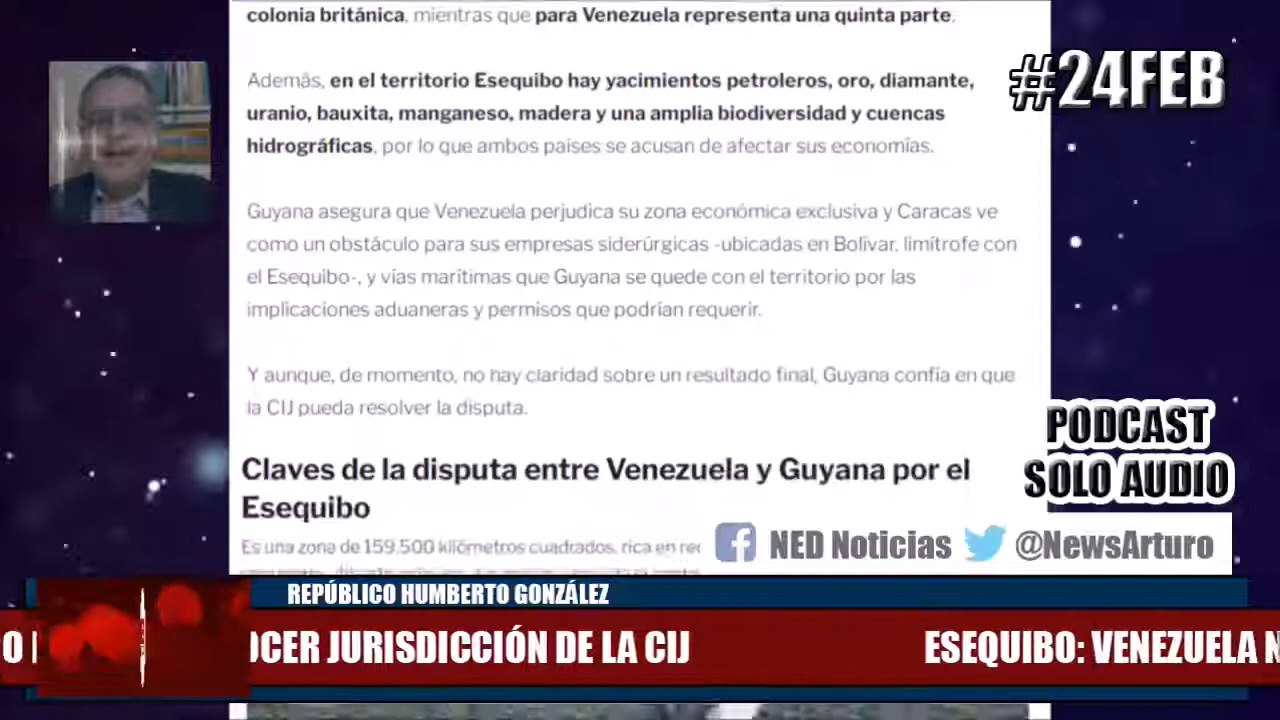 colonia británica, mientras que para Venezuela representa una quinta parte.
Además, en el territorio Esequibo hay yacimientos petroleros, oro, diamante,
uranio, bauxita, manganeso, madera y una amplia biodiversidad y cuencas
hidrográficas, por lo que ambos países se acusan de afectar sus economías.
Guyana asegura que Venezuela perjudica su zona económica exclusiva y Caracas ve
como un obstáculo para sus empresas siderúrgicas -ubicadas en Bolívar, limítrofe con
el Esequibo-, y vías marítimas que Guyana se quede con el territorio por las
implicaciones aduaneras y permisos que podrían requerir.
Y aunque, de momento, no hay claridad sobre un resultado final, Guyana confía en que
la CIJ pueda resolver la disputa.
Claves de la disputa entre Venezuela y Guyana por el
Esequibo
Es una zona de 159.500 kilómetros cuadrados, rica en
#24FEB
PODCAST
SOLO AUDIO
NED Noticias @NewsArturo
REPÚBLICO HUMBERTO GONZÁLEZ
OCER JURISDICCIÓN DE LA CIJ ESEQUIBO: VENEZUELA